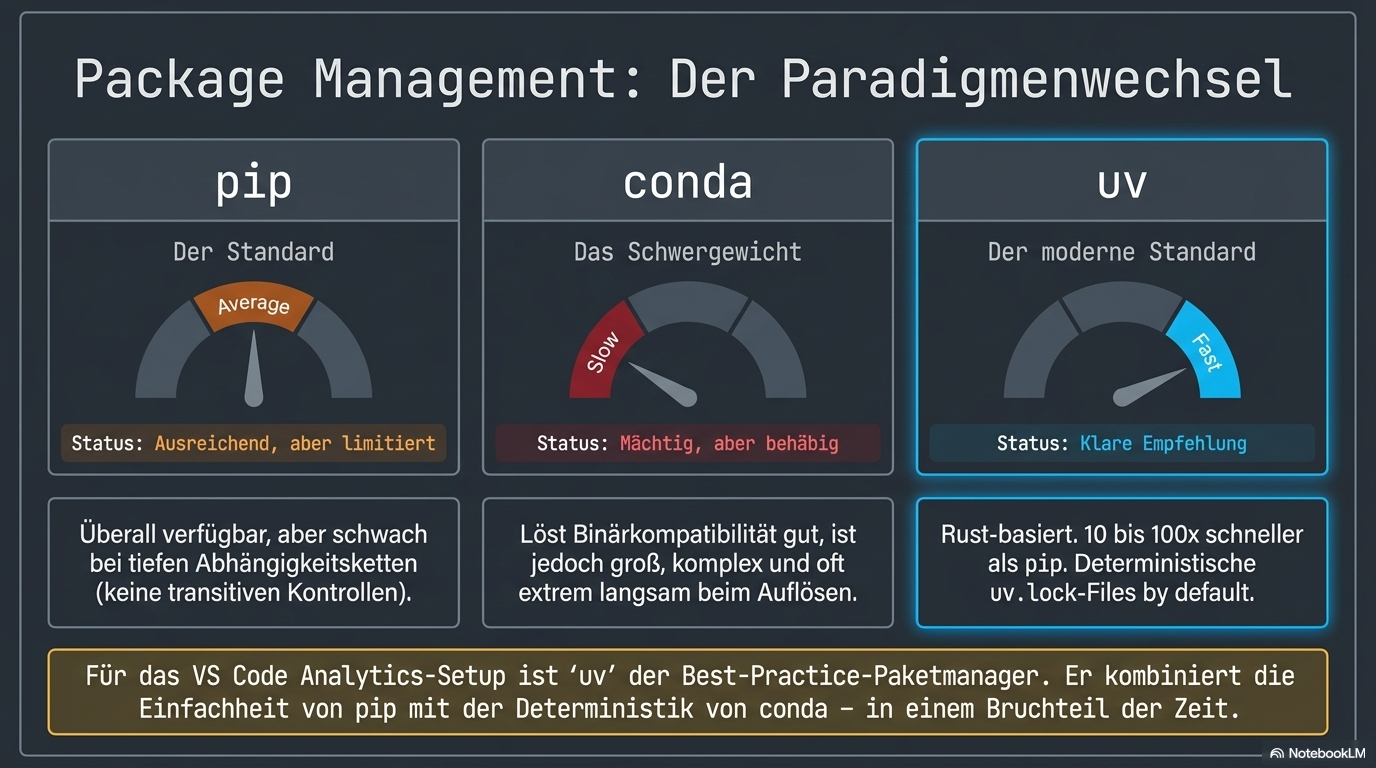 Package Management: Der Paradigmenwechsel
pip
Der Standard
Average
Status: Ausreichend, aber limitiert
Überall verfügbar, aber schwach
bei tiefen Abhängigkeitsketten
(keine transitiven Kontrollen).
conda
Das Schwergewicht
Slow
Status: Mächtig, aber behäbig
Löst Binärkompatibilität gut, ist
jedoch groß, komplex und oft
extrem langsam beim Auflösen.
uv
Der moderne Standard
Fast
Status: Klare Empfehlung
Rust-basiert. 10 bis 100x schneller
als pip. Deterministische
uv.lock-Files by default.
Für das VS Code Analytics-Setup ist ‘uv’ der Best-Practice-Paketmanager. Er kombiniert die
Einfachheit von pip mit der Deterministik von conda – in einem Bruchteil der Zeit.
NotebookLM